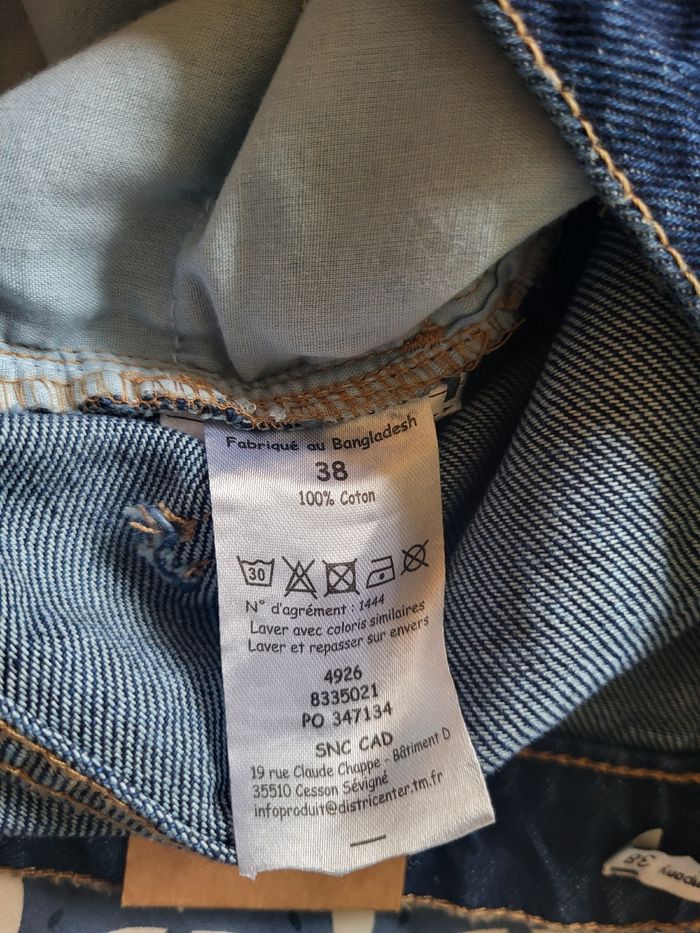 Fabriqué au Bangladesh
38
100% Coton
30
N° d'agrément : 1444
Laver avec coloris similaires
Laver et repasser sur envers
4926
8335021
PO 347134
SNC CAD
19 rue Claude Chappe - Bâtiment D
35510 Cesson Sévigné
infoproduit@districenter.tm.fr
38